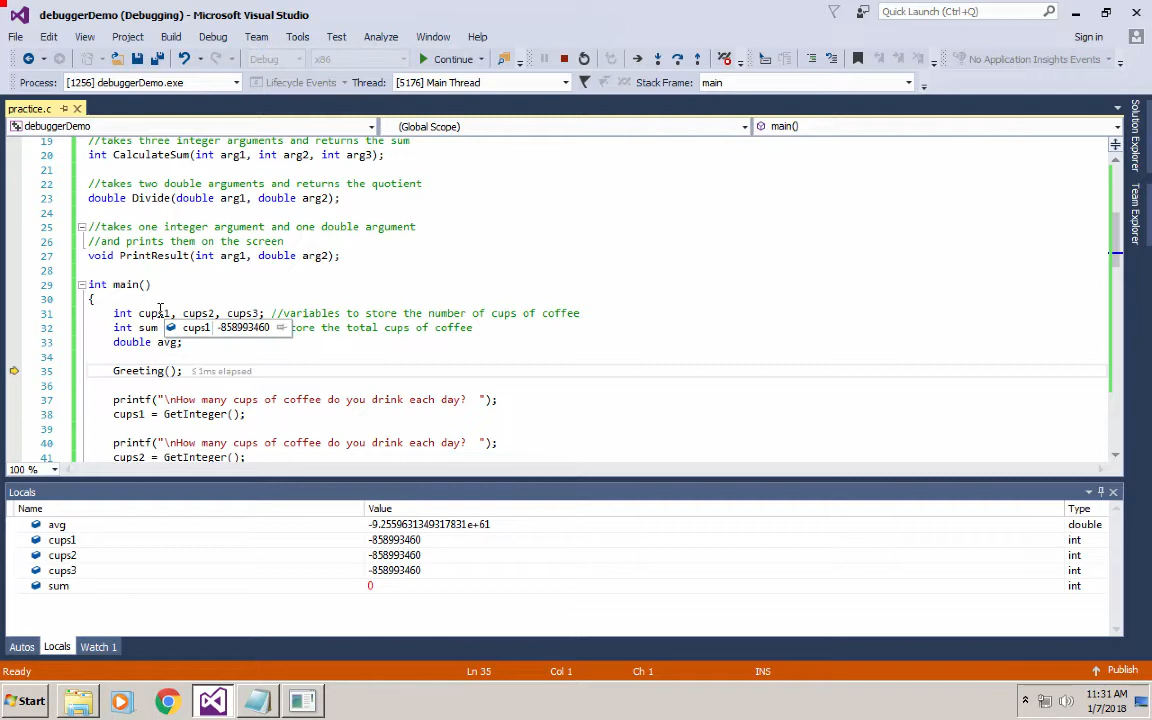 debuggerDemo (Debugging) - Microsoft Visual Studio
Quick Launch (Ctrl+Q)
File Edit View Project Build Debug Team Tools Test Analyze Window Help
Sign in
Debug x86 Continue No Application Insights Events
Process: [1256] debuggerDemo.exe Lifecycle Events Thread: [5176] Main Thread Stack Frame: main
practice.c
debuggerDemo (Global Scope) main()
19 //takes three integer arguments and returns the sum
20 int CalculateSum(int arg1, int arg2, int arg3);
21
22 //takes two double arguments and returns the quotient
23 double Divide(double arg1, double arg2);
24
25 //takes one integer argument and one double argument
26 //and prints them on the screen
27 void PrintResult(int arg1, double arg2);
28
29 int main()
30 {
31 int cups1, cups2, cups3; //variables to store the number of cups of coffee
32 int sum core the total cups of coffee
cups1 -858993460
33 double avg;
34
35 Greeting(); ≤1ms elapsed
36
37 printf("\nHow many cups of coffee do you drink each day?  ");
38 cups1 = GetInteger();
39
40 printf("\nHow many cups of coffee do you drink each day?  ");
41 cups2 = GetInteger();
100 %
Solution Explorer
Team Explorer
Locals
Name Value Type
avg -9.2559631349317831e+61 double
cups1 -858993460 int
cups2 -858993460 int
cups3 -858993460 int
sum 0 int
Autos Locals Watch 1
Ready Ln 35 Col 1 Ch 1 INS Publish
Start
11:31 AM
1/7/2018